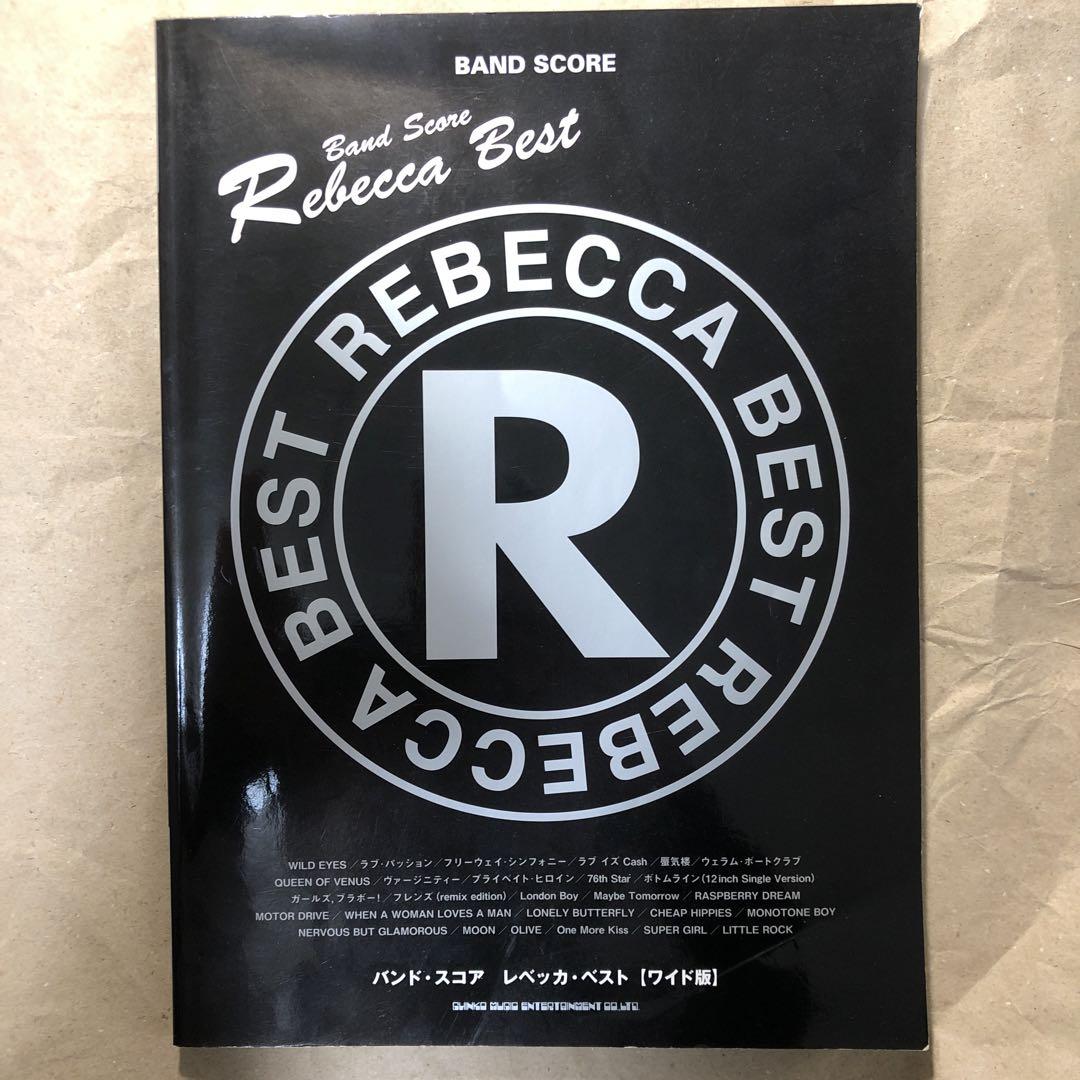 BAND SCORE
Band Score
Rebecca Best
REBECCA BEST REBECCA BEST
R
WILD EYES／ラブ・パッション／フリーウェイ・シンフォニー／ラブ イズ Cash／蜃気楼／ウェラム・ボートクラブ
QUEEN OF VENUS／ヴァージニティー／プライベイト・ヒロイン／76th Star／ボトムライン(12inch Single Version)
ガールズ,ブラボー!／フレンズ(remix edition)／London Boy／Maybe Tomorrow／RASPBERRY DREAM
MOTOR DRIVE／WHEN A WOMAN LOVES A MAN／LONELY BUTTERFLY／CHEAP HIPPIES／MONOTONE BOY
NERVOUS BUT GLAMOROUS／MOON／OLIVE／One More Kiss／SUPER GIRL／LITTLE ROCK
バンド・スコア レベッカ・ベスト【ワイド版】
SHINKO MUSIC ENTERTAINMENT CO.,LTD.